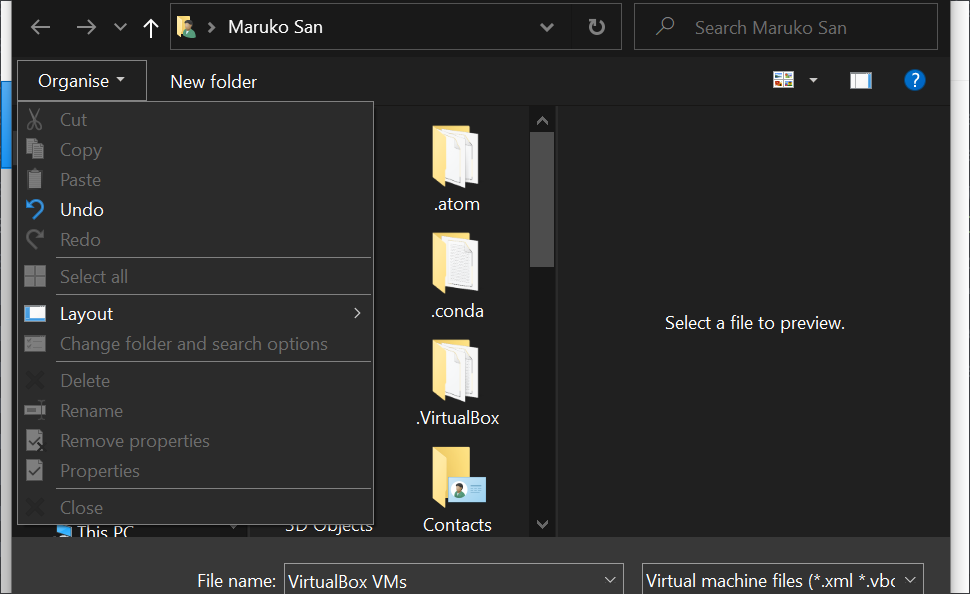 Maruko San
Search Maruko San
Organise
New folder
?
Cut
Copy
Paste
Undo
Redo
Select all
Layout
Change folder and search options
Delete
Rename
Remove properties
Properties
Close
This PC
3D Objects
.atom
.conda
.VirtualBox
Contacts
Select a file to preview.
File name: VirtualBox VMs
Virtual machine files (*.xml *.vbo